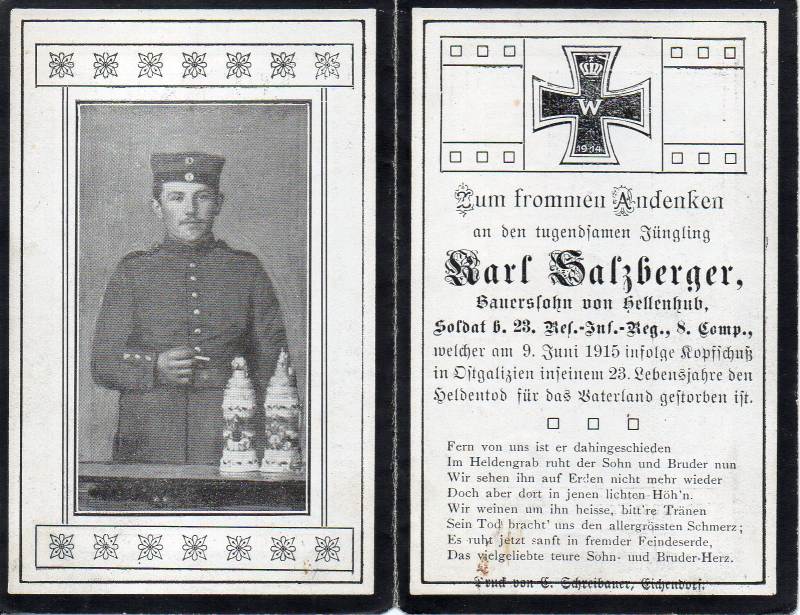 W
1914
Zum frommen Andenken
an den tugendsamen Jüngling
Karl Salzberger,
Bauerssohn von Hellenhub,
Soldat b. 23. Res.-Inf.-Reg., 8. Comp.,
welcher am 9. Juni 1915 infolge Kopfschuß
in Ostgalizien inseinem 23. Lebensjahre den
Heldentod für das Vaterland gestorben ist.
Fern von uns ist er dahingeschieden
Im Heldengrab ruht der Sohn und Bruder nun
Wir sehen ihn auf Erden nicht mehr wieder
Doch aber dort in jenen lichten Höh'n.
Wir weinen um ihn heisse, bitt're Tränen
Sein Tod bracht' uns den allergrössten Schmerz;
Es ruht jetzt sanft in fremder Feindeserde,
Das vielgeliebte teure Sohn- und Bruder-Herz.
Druck von C. Schreibauer, Eichendorf.